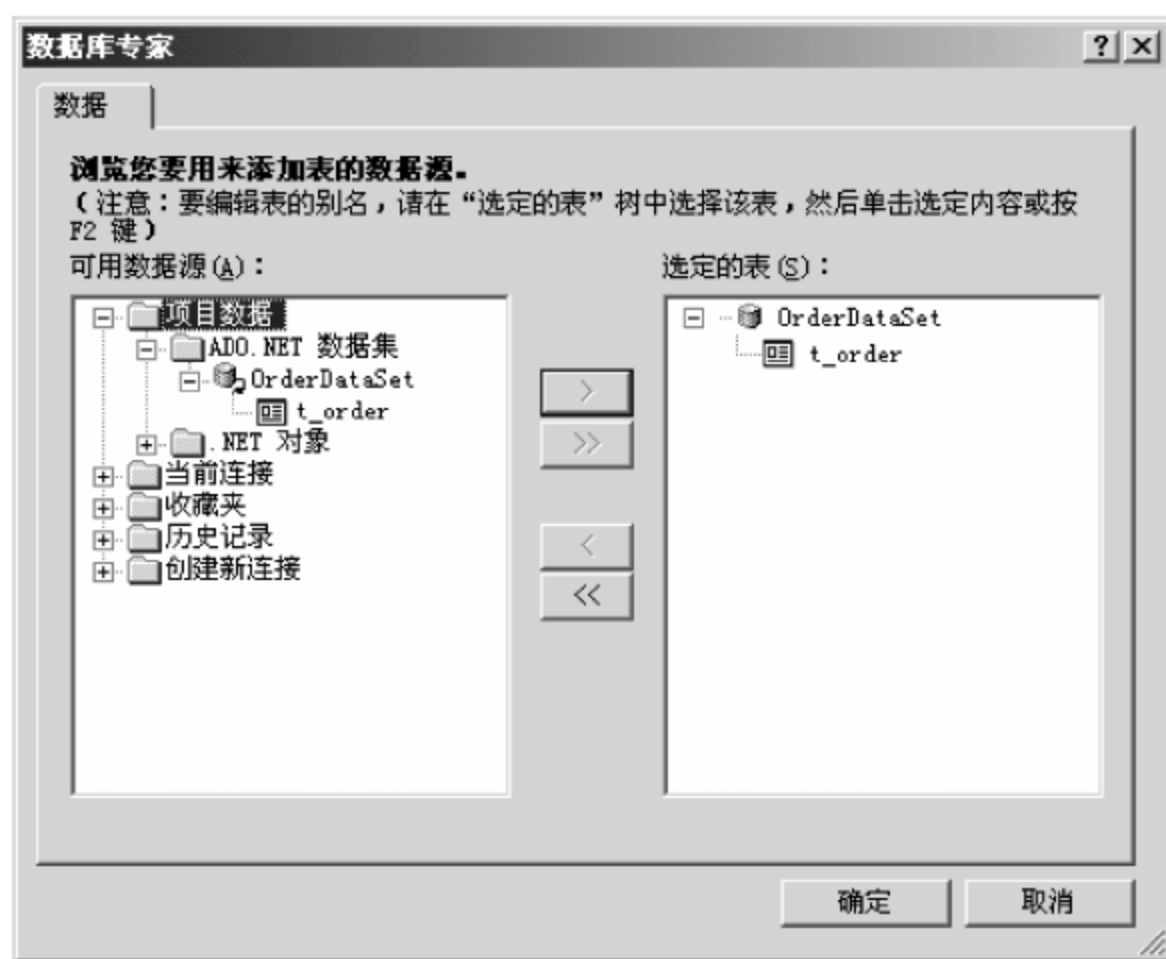 数据库专家
数据
浏览您要用来添加表的数据源。
(注意：要编辑表的别名，请在“选定的表”树中选择该表，然后单击选定内容或按
F2 键)
可用数据源(A)：
选定的表(S)：
项目数据
ADO.NET 数据集
OrderDataSet
t_order
.NET 对象
当前连接
收藏夹
历史记录
创建新连接
>
>>
<
<<
OrderDataSet
t_order
确定
取消